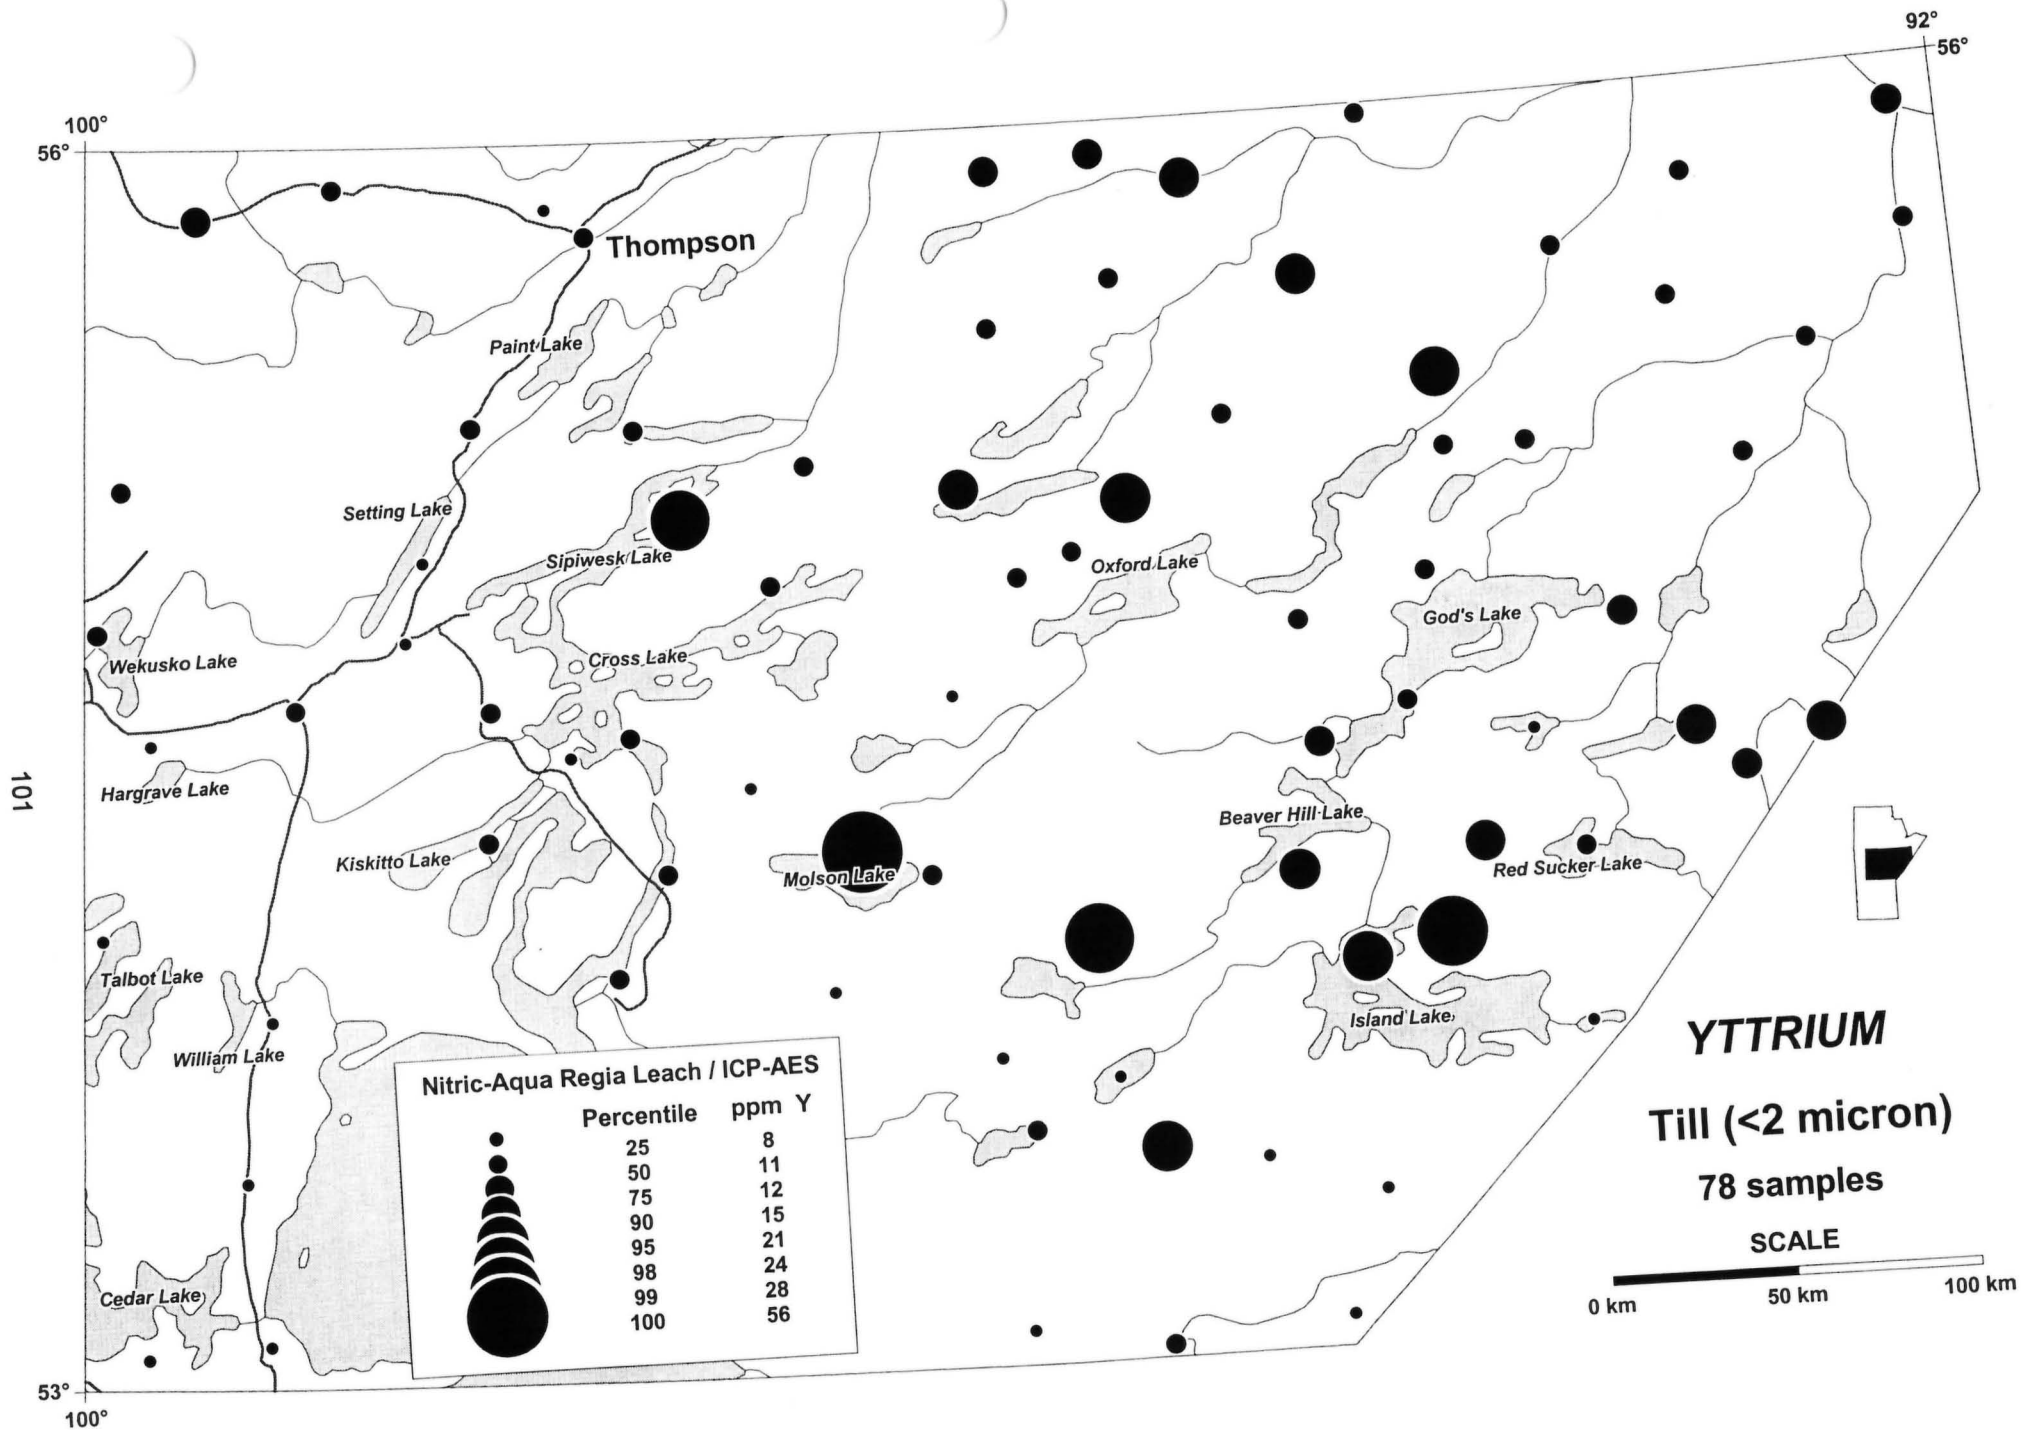 92°
56°
100°
56°
Thompson
Paint Lake
Setting Lake
Sipiwesk Lake
Oxford Lake
God's Lake
Cross Lake
Wekusko Lake
Hargrave Lake
101
Beaver Hill Lake
Kiskitto Lake
Molson Lake
Red Sucker Lake
Talbot Lake
Island Lake
William Lake
YTTRIUM
Till (<2 micron)
78 samples
SCALE
0 km 50 km 100 km
Nitric-Aqua Regia Leach / ICP-AES
Percentile ppm Y
25 8
50 11
75 12
90 15
95 21
98 24
99 28
100 56
Cedar Lake
53°
100°